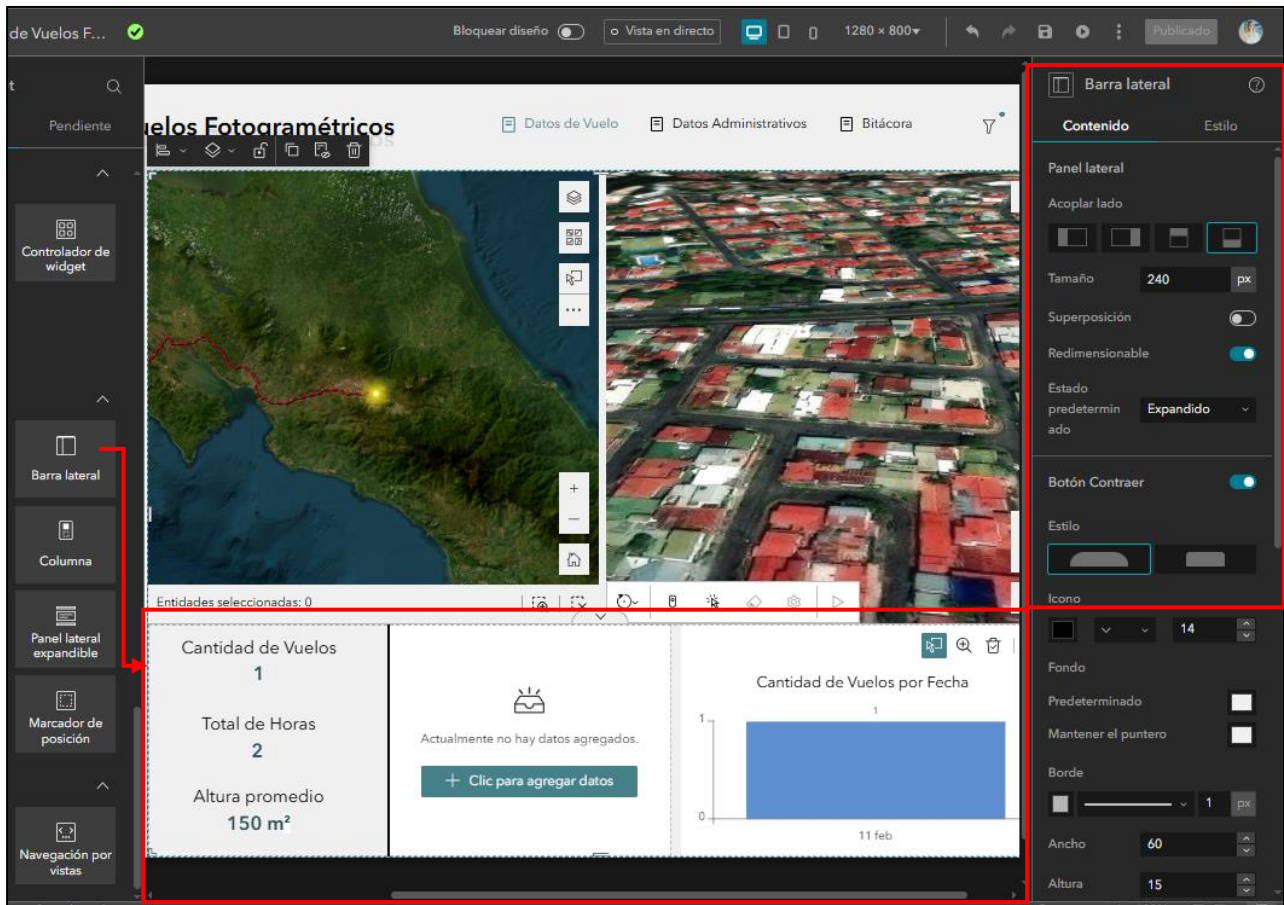 de Vuelos F...
Bloquear diseño
Vista en directo
1280 × 800
Publicado
t
Pendiente
Controlador de
widget
Barra lateral
Columna
Panel lateral
expandible
Marcador de
posición
Navegación por
vistas
uelos Fotogramétricos
Datos de Vuelo
Datos Administrativos
Bitácora
Entidades seleccionadas: 0
Cantidad de Vuelos
1
Total de Horas
2
Altura promedio
150 m²
Actualmente no hay datos agregados.
+ Clic para agregar datos
Cantidad de Vuelos por Fecha
1
1
0
11 feb
Barra lateral
Contenido
Estilo
Panel lateral
Acoplar lado
Tamaño
240
px
Superposición
Redimensionable
Estado
predetermin
ado
Expandido
Botón Contraer
Estilo
Icono
14
Fondo
Predeterminado
Mantener el puntero
Borde
1
px
Ancho
60
Altura
15